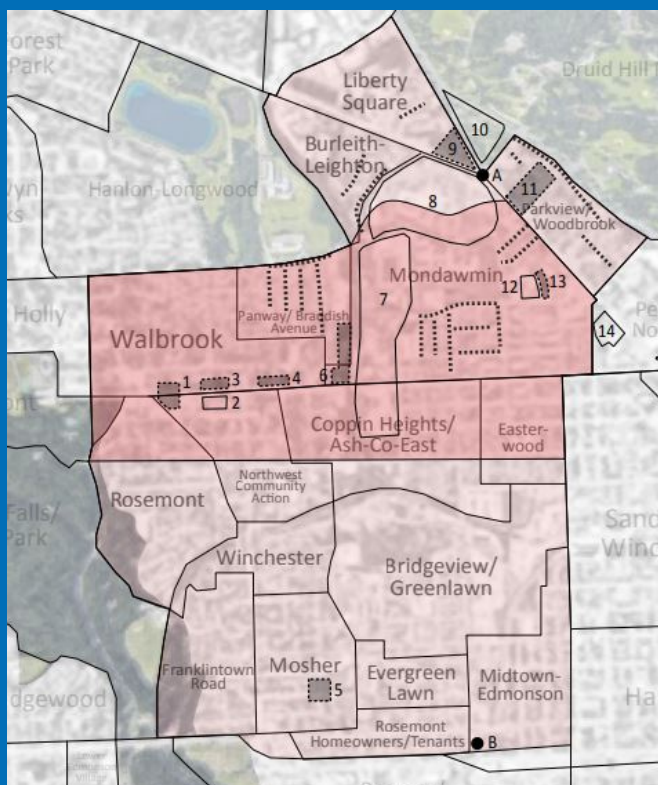 orest
Park
Liberty
Square
Druid Hill
10
9
A
Burleith-
Leighton
11
Hanlon-Longwood
Parkview/
Woodbrook
8
Mondawmin
7
12
13
Holly
Panway/ Braddish
Avenue
14
Walbrook
1
3
4
6
2
Coppin Heights/
Ash-Co-East
Easter-
wood
Rosemont
Northwest
Community
Action
Falls/
Park
Sand
Winc
Winchester
Bridgeview/
Greenlawn
Franklintown
Road
Mosher
5
Evergreen
Lawn
Midtown-
Edmonson
dgewood
Ha
Rosemont
Homeowners/Tenants
B